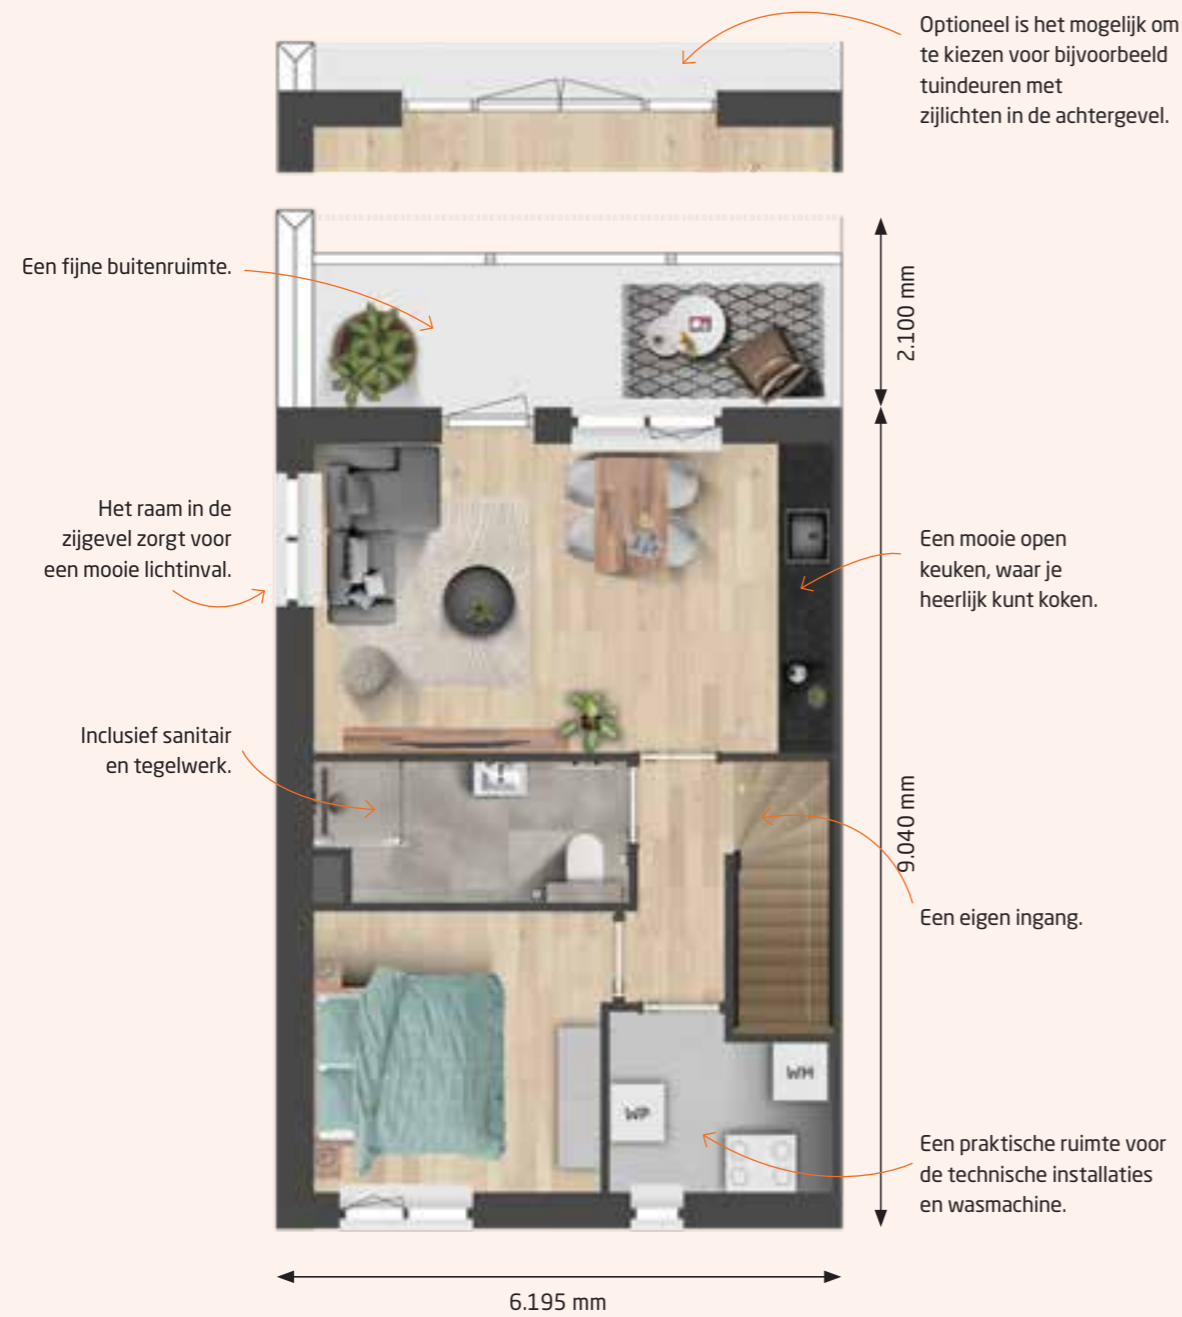 Optioneel is het mogelijk om
te kiezen voor bijvoorbeeld
tuindeuren met
zijlichten in de achtergevel.
Een fijne buitenruimte.
2.100 mm
Het raam in de
zijgevel zorgt voor
een mooie lichtinval.
Een mooie open
keuken, waar je
heerlijk kunt koken.
Inclusief sanitair
en tegelwerk.
9.040 mm
Een eigen ingang.
WM
WP
Een praktische ruimte voor
de technische installaties
en wasmachine.
6.195 mm